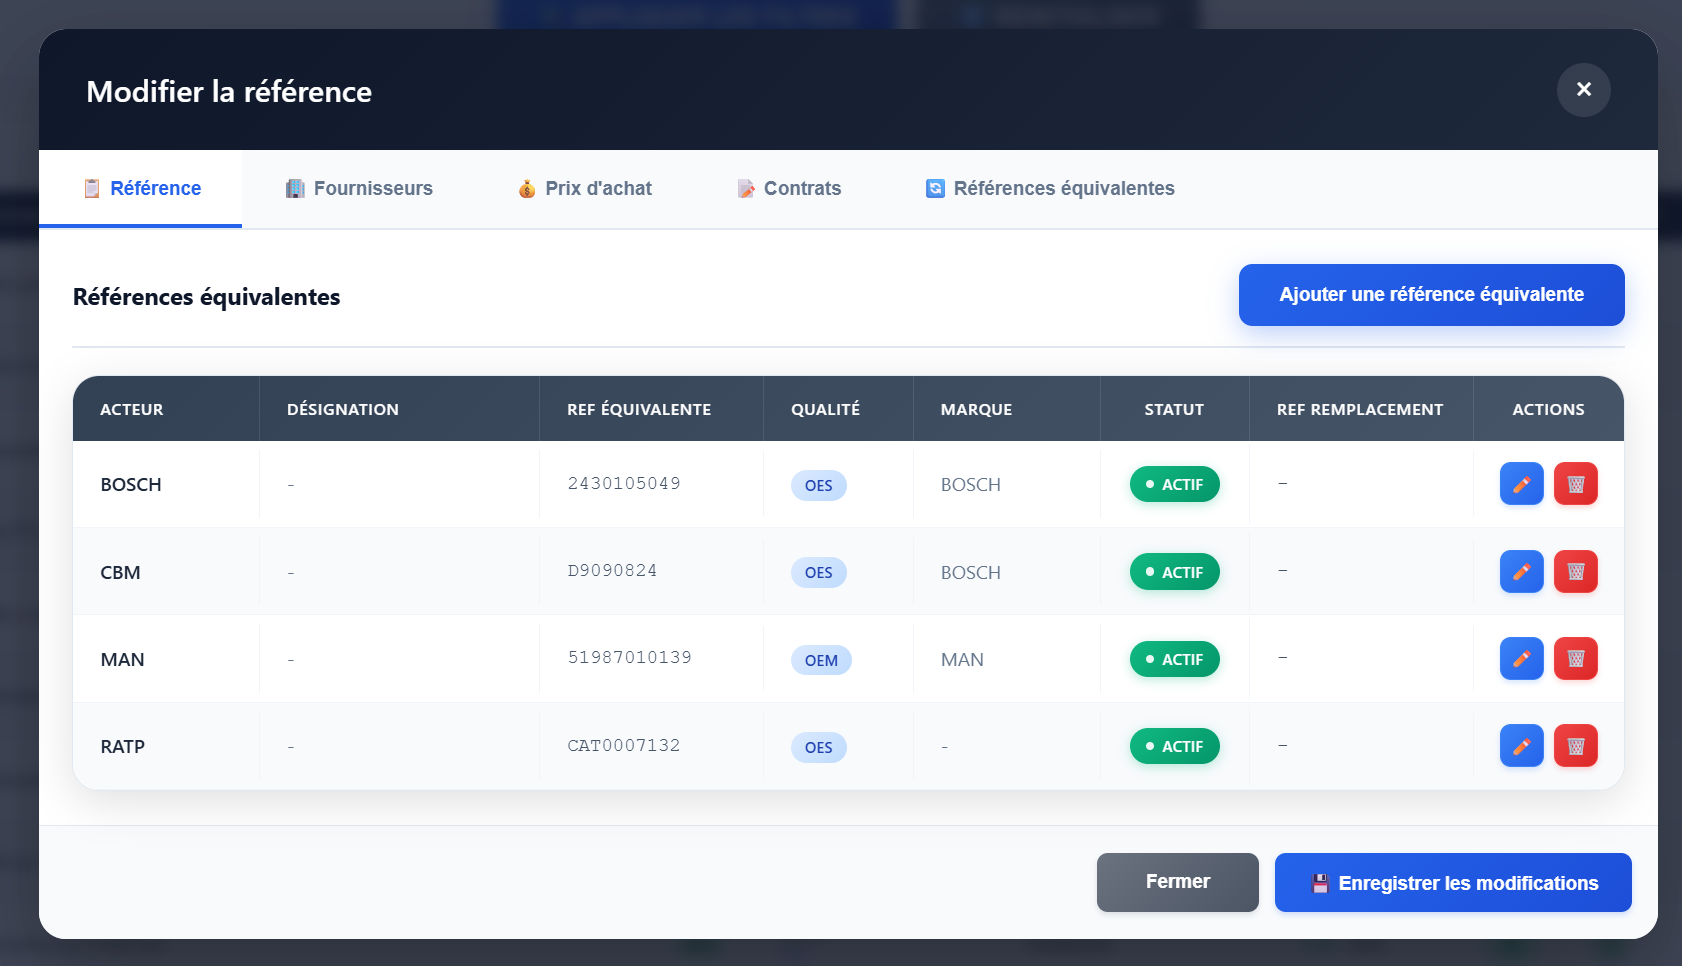 Modifier la référence
Référence Fournisseurs Prix d'achat Contrats Références équivalentes
Références équivalentes Ajouter une référence équivalente
ACTEUR DÉSIGNATION REF ÉQUIVALENTE QUALITÉ MARQUE STATUT REF REMPLACEMENT ACTIONS
BOSCH - 2430105049 OES BOSCH ACTIF –
CBM - D9090824 OES BOSCH ACTIF –
MAN - 51987010139 OEM MAN ACTIF –
RATP - CAT0007132 OES - ACTIF –
Fermer Enregistrer les modifications